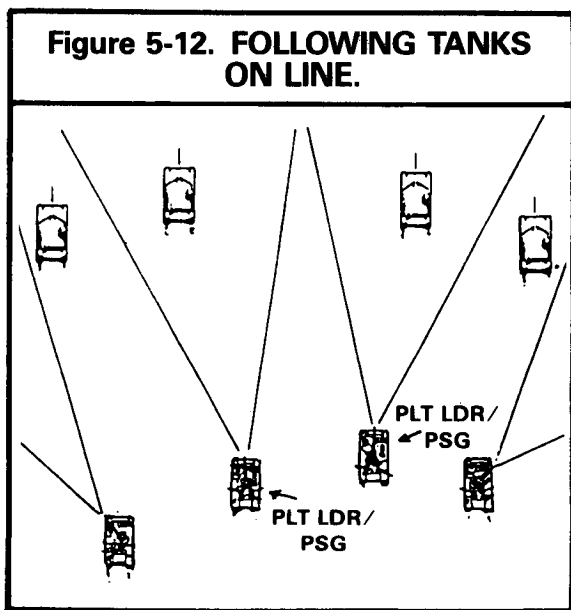 Figure 5-12. FOLLOWING TANKS
ON LINE.
PLT LDR/
PSG
PLT LDR/
PSG